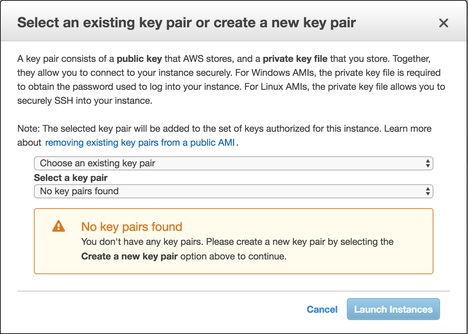 Select an existing key pair or create a new key pair
A key pair consists of a public key that AWS stores, and a private key file that you store. Together,
they allow you to connect to your instance securely. For Windows AMIs, the private key file is required
to obtain the password used to log into your instance. For Linux AMIs, the private key file allows you to
securely SSH into your instance.
Note: The selected key pair will be added to the set of keys authorized for this instance. Learn more
about removing existing key pairs from a public AMI.
Choose an existing key pair
Select a key pair
No key pairs found
No key pairs found
You don't have any key pairs. Please create a new key pair by selecting the
Create a new key pair option above to continue.
Cancel Launch Instances